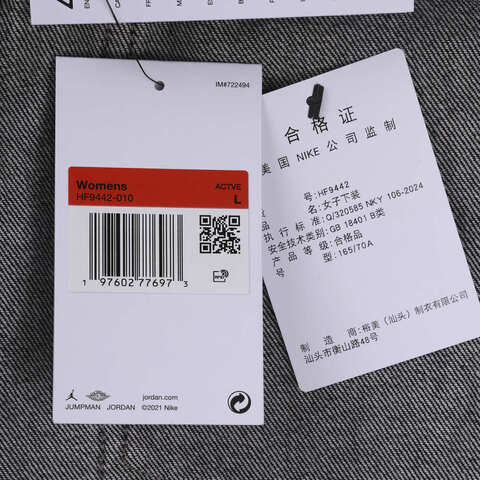 IM#722494
Womens
ACTVE
HF9442-010
L
1 97602 77697 3
JUMPMAN JORDAN
jordan.com
©2021 Nike
合格证
美国 NIKE 公司监制
号: HF9442
名: 女子下装
执行标准: Q/320585 NKY 106-2024
安全技术类别: GB 18401 B类
产品等级: 合格品
号型: 165/70A
制造商: 裕美(汕头)制衣有限公司
汕头市衡山路48号